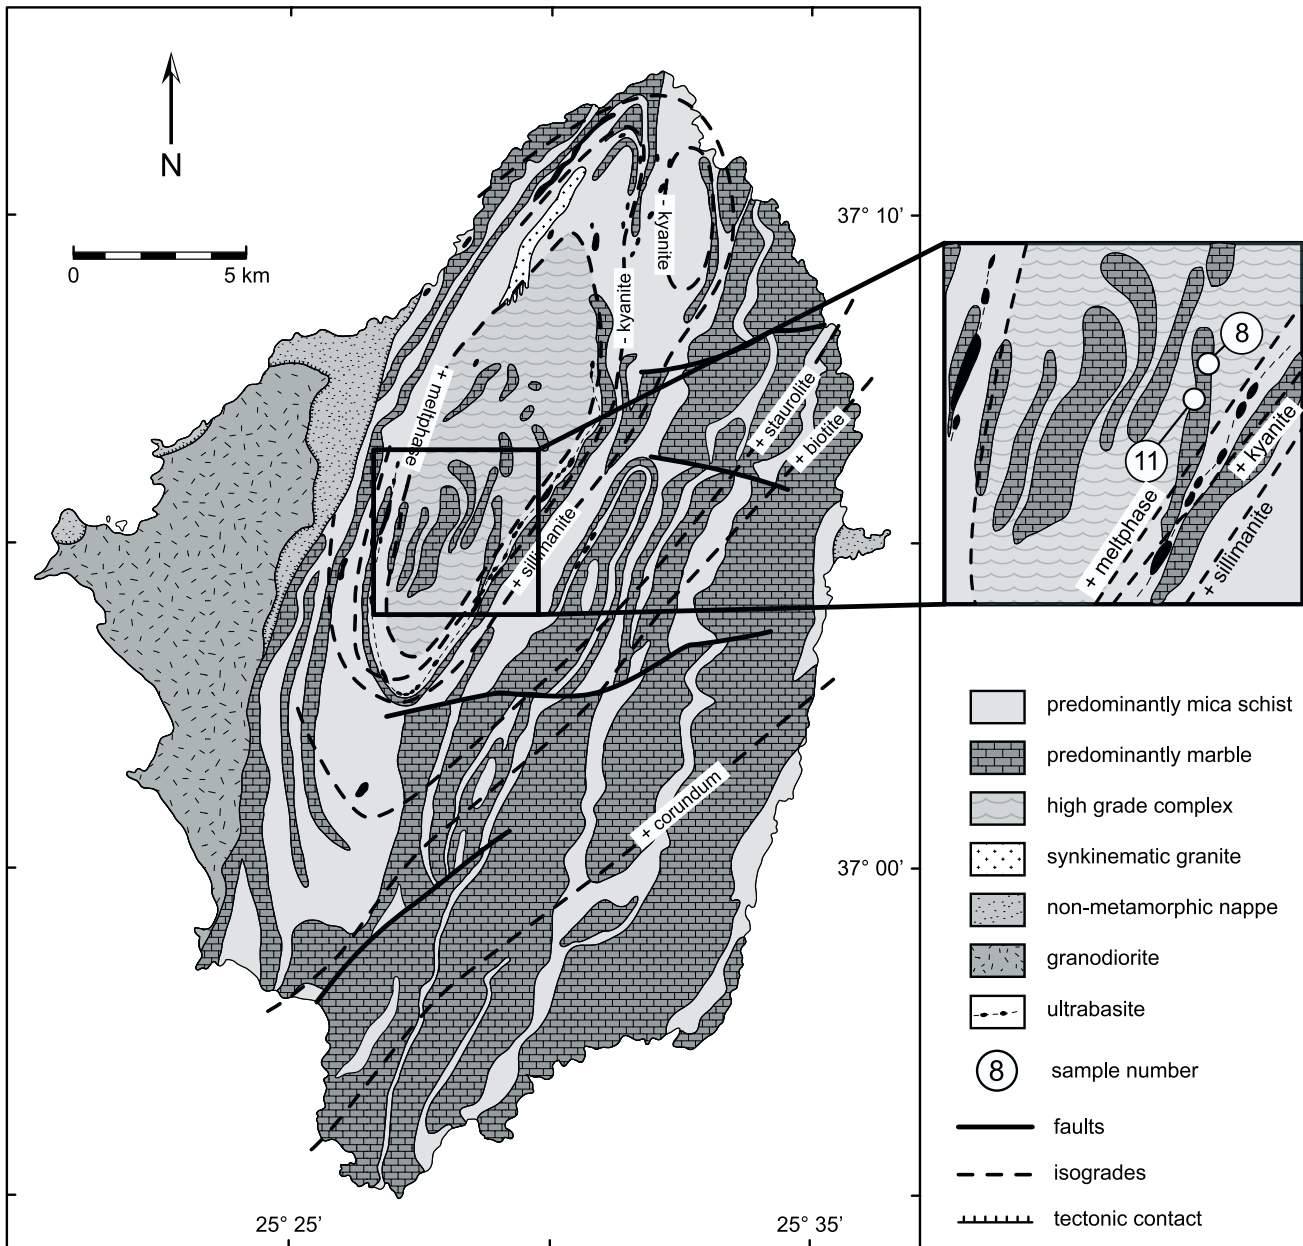 N
0
5 km
37° 10'
37° 00'
25° 25'
25° 35'
- kyanite
- kyanite
+ meltphase
+ sillimanite
+ staurolite
+ biotite
+ corundum
8
11
+ meltphase
+ kyanite
+ sillimanite
predominantly mica schist
predominantly marble
high grade complex
synkinematic granite
non-metamorphic nappe
granodiorite
ultrabasite
8
sample number
faults
isogrades
tectonic contact